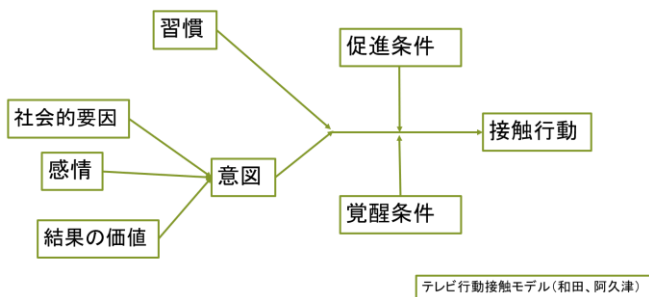 習慣
促進条件
社会的要因
接触行動
感情
意図
覚醒条件
結果の価値
テレビ行動接触モデル(和田、阿久津)